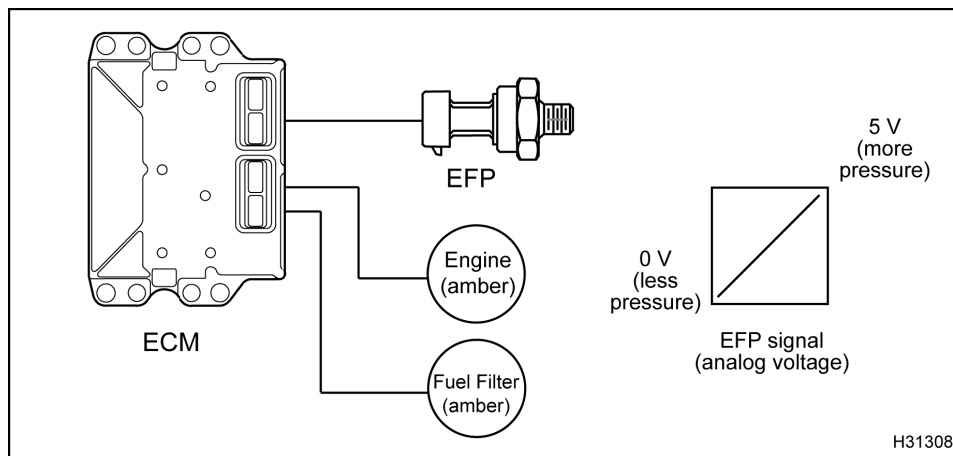 ECM
EFP
Engine
(amber)
Fuel Filter
(amber)
5 V
(more
pressure)
0 V
(less
pressure)
EFP signal
(analog voltage)
H31308